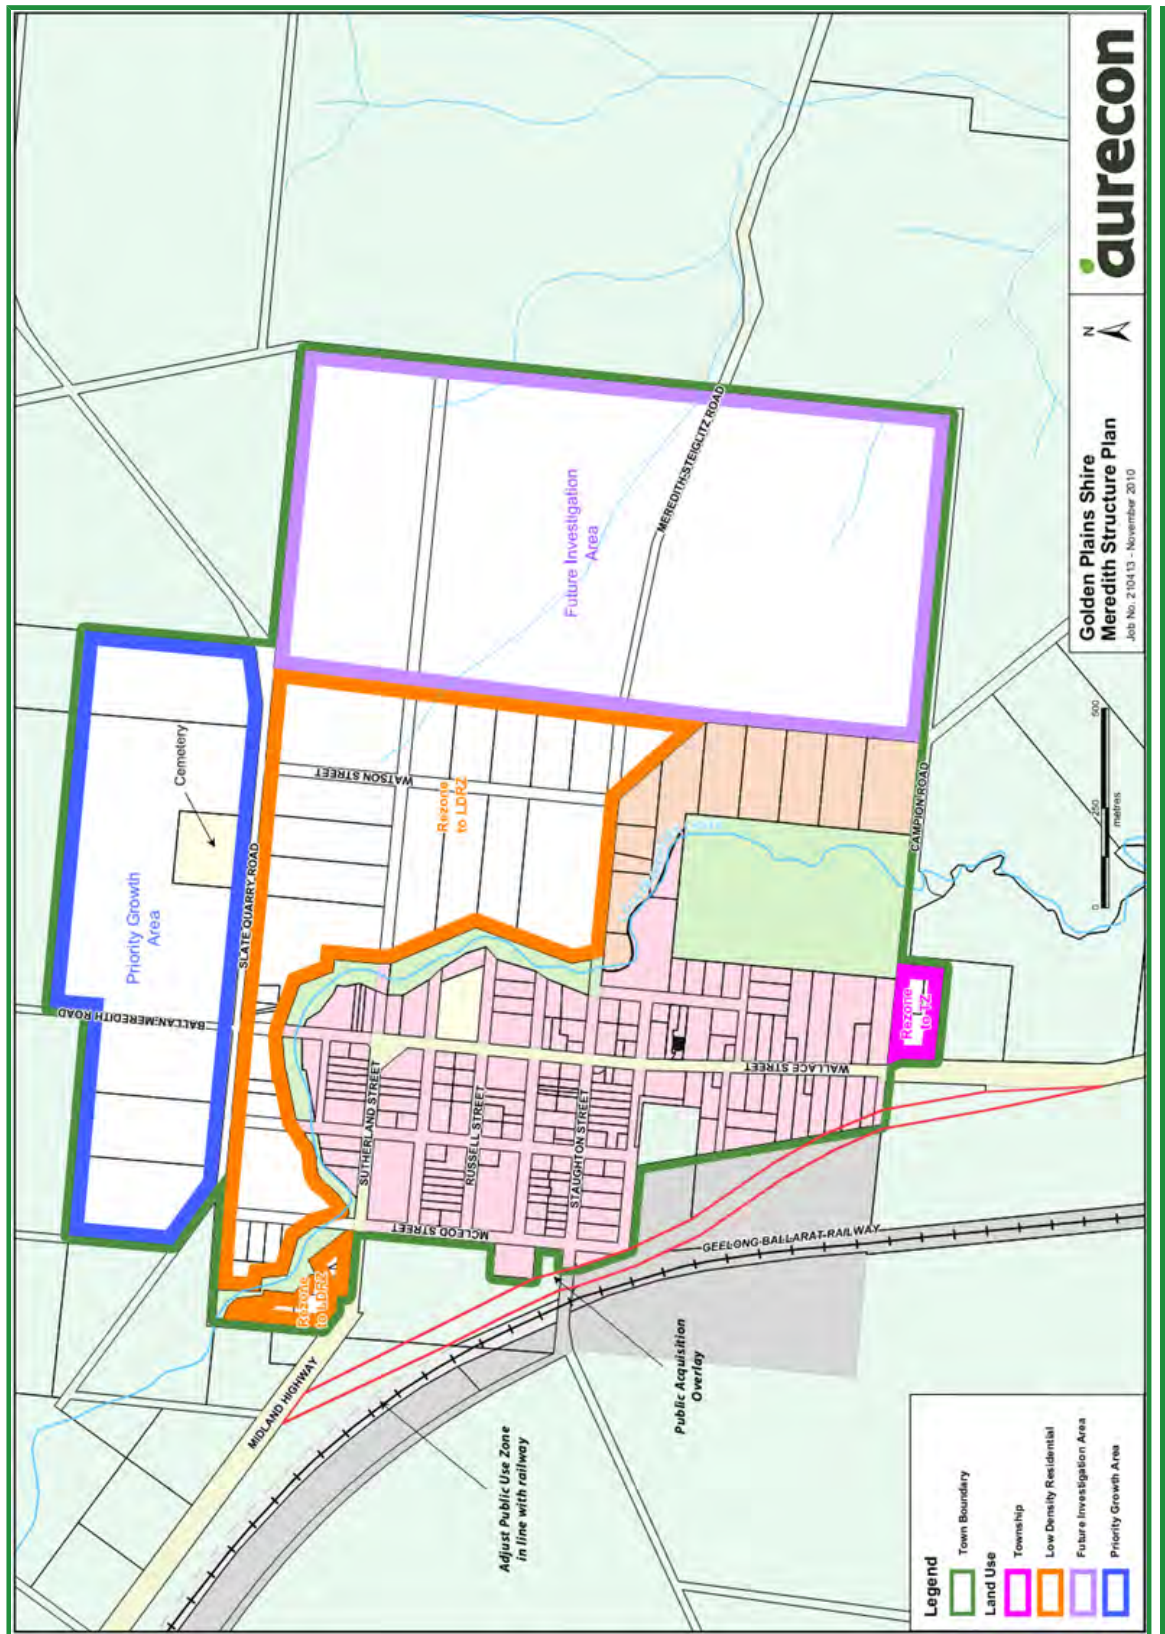 Priority Growth
Area
Cemetery
SLATE QUARRY ROAD
BALLAN-MEREDITH ROAD
WATSON STREET
Rezone
to LDRZ
Future Investigation
Area
MEREDITH-STEIGLITZ ROAD
SUTHERLAND STREET
RUSSELL STREET
STAUGHTON STREET
MCLEOD STREET
WALLACE STREET
CAMPION ROAD
Rezone
to LDRZ
Rezone
to TZ
MIDLAND HIGHWAY
GEELONG-BALLARAT-RAILWAY
Adjust Public Use Zone
in line with railway
Public Acquisition
Overlay
Legend
Town Boundary
Land Use
Township
Low Density Residential
Future Investigation Area
Priority Growth Area
0 250 500
metres
Golden Plains Shire
Meredith Structure Plan
Job No. 210413 - November 2010
N
aurecon